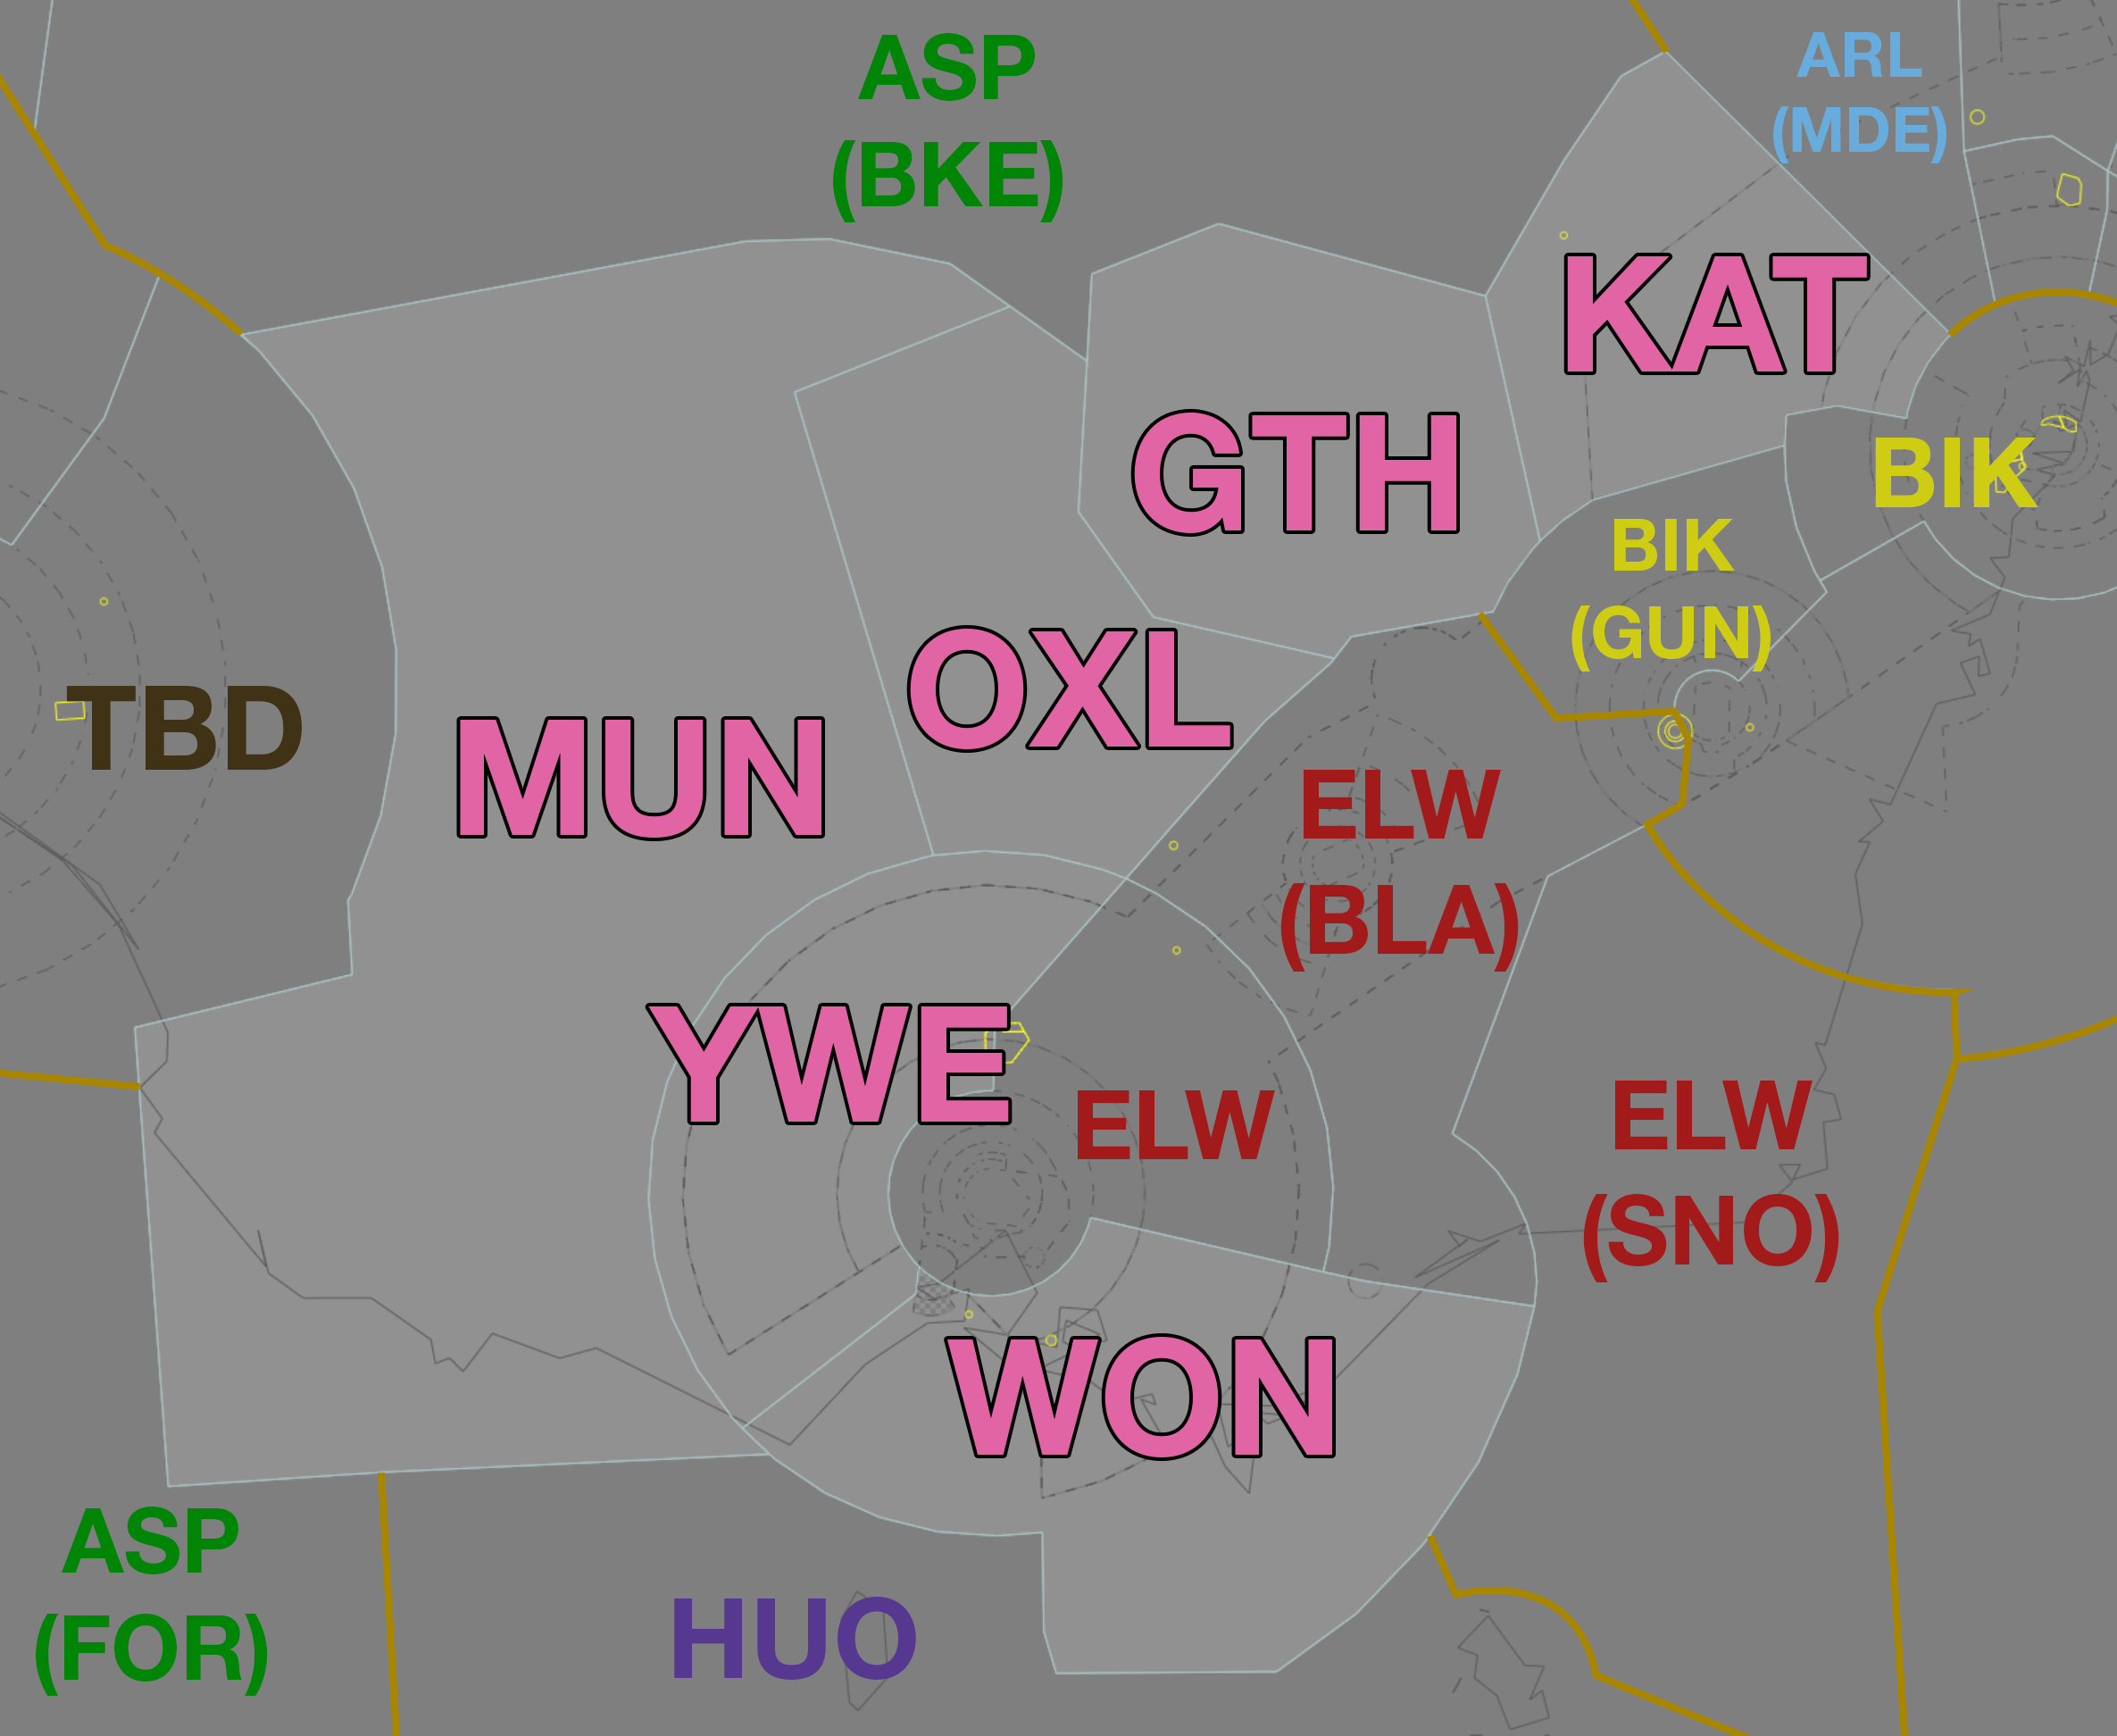 ASP
(BKE)
ARL
(MDE)
KAT
GTH
BIK
BIK
(GUN)
OXL
TBD
MUN
ELW
(BLA)
YWE
ELW
ELW
(SNO)
WON
ASP
(FOR)
HUO